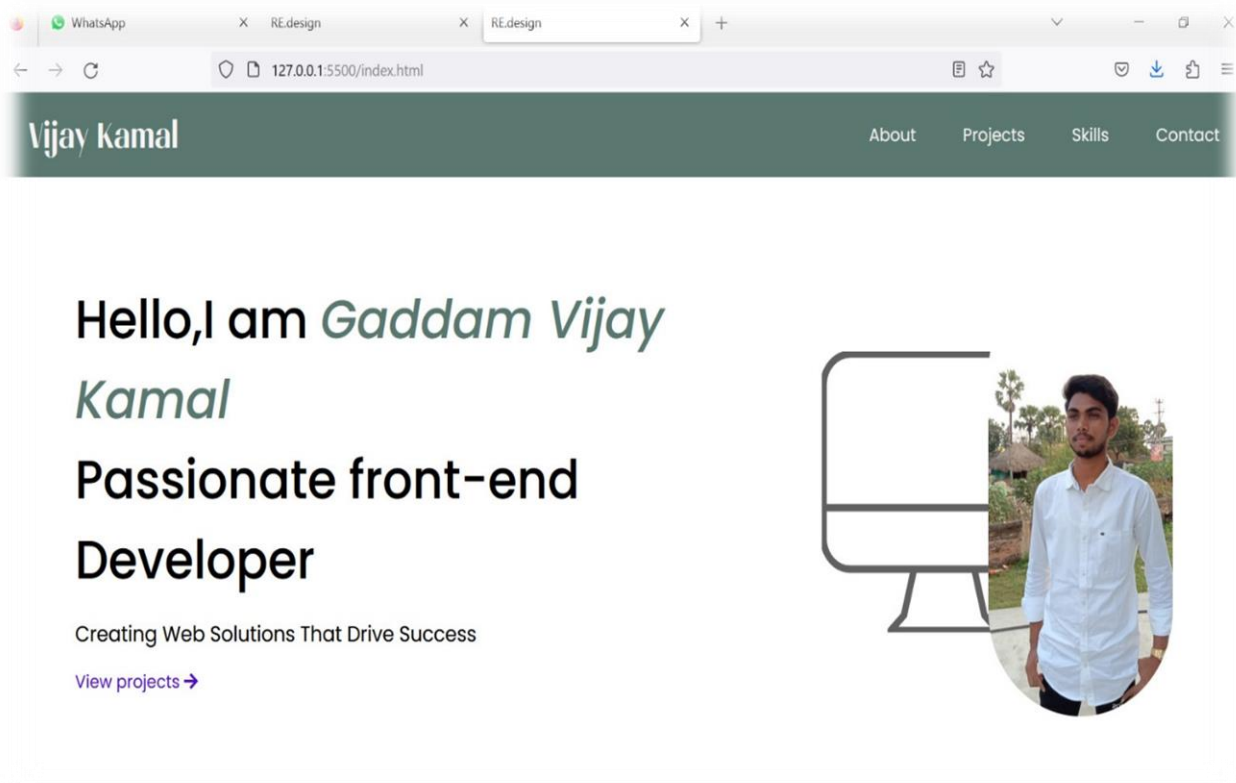 WhatsApp
RE.design
RE.design
127.0.0.1:5500/index.html
Vijay Kamal
About
Projects
Skills
Contact
Hello,I am Gaddam Vijay
Kamal
Passionate front-end
Developer
Creating Web Solutions That Drive Success
View projects